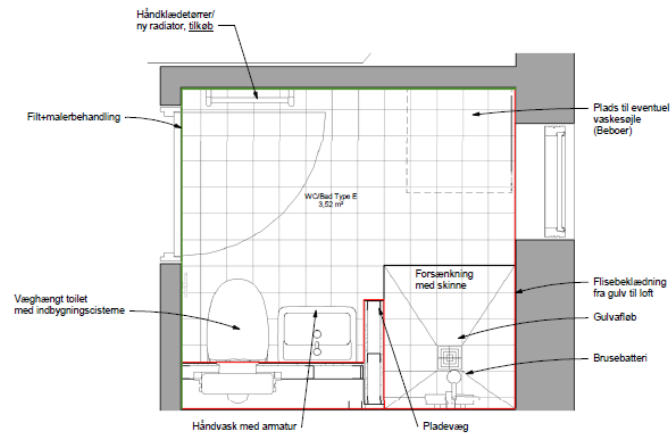 Håndklædetørrer/
ny radiator, tilkøb
Filt+malerbehandling
Plads til eventuel
vaskesøjle
(Beboer)
WC/Bad Type E
3,52 m²
Forsænkning
med skinne
Flisebeklædning
fra gulv til loft
Væghængt toilet
med indbygningscisterne
Gulvafløb
Brusebatteri
Håndvask med armatur
Pladevæg